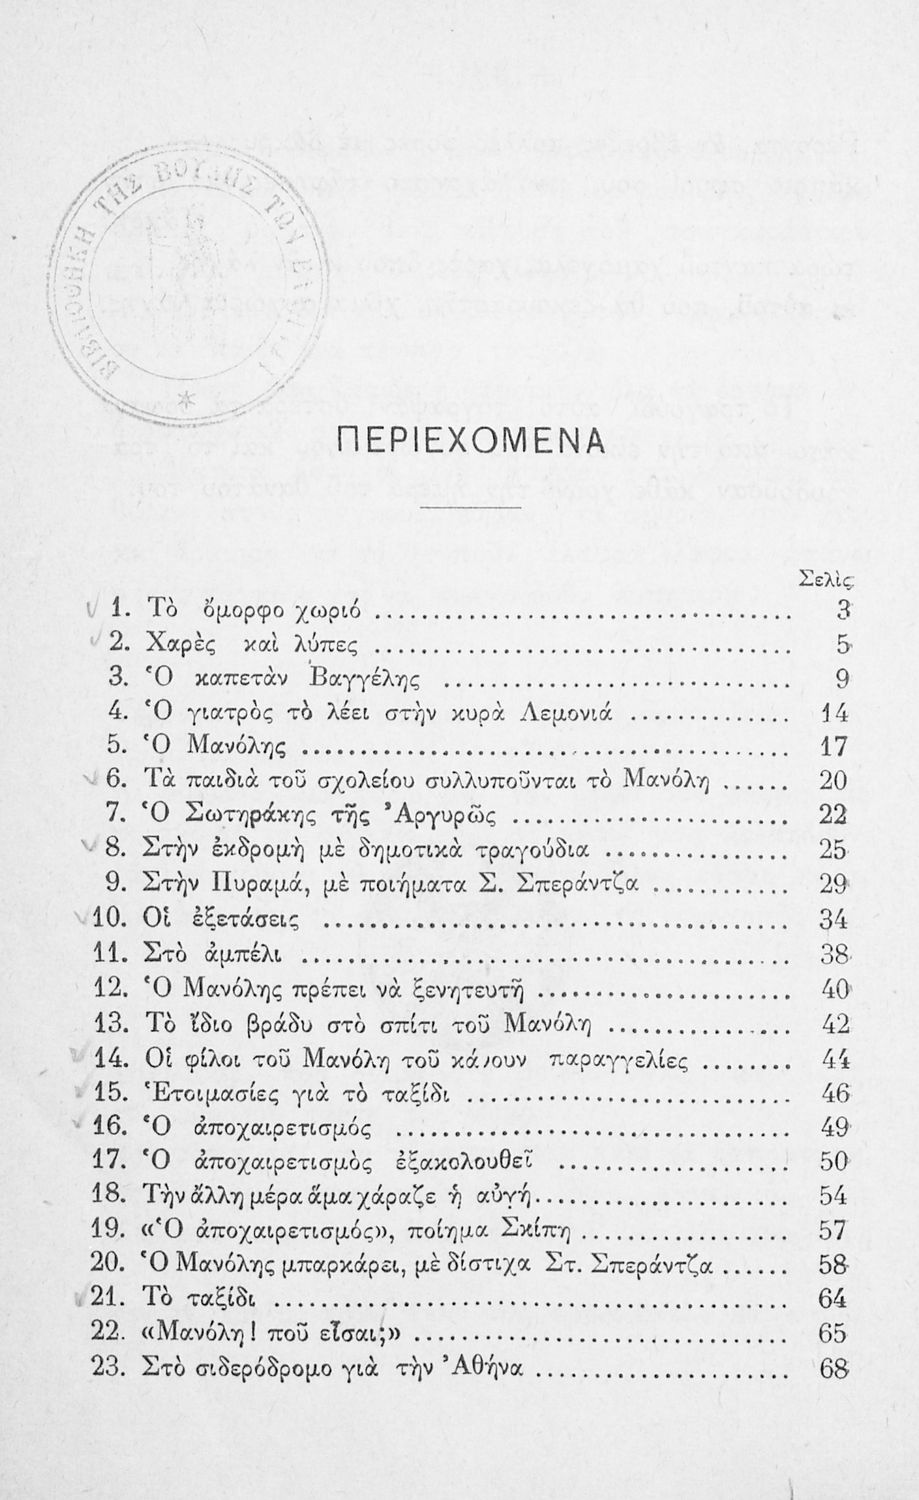 ΒΙΒΛΙΟΘΗΚΗ ΤΗΣ ΒΟΥΛΗΣ ΤΩΝ
ΠΕΡΙΕΧΟΜΕΝΑ
Σελὶς
1. Τὸ ὄμορφο χωριό .................................... 3
2. Χαρὲς καὶ λύπες .................................... 5
3. Ὁ καπετὰν Βαγγέλης .............................. 9
4. Ὁ γιατρὸς τὸ λέει στὴν κυρὰ Λεμονιά .............. 14
5. Ὁ Μανόλης .......................................... 17
6. Τὰ παιδιὰ τοῦ σχολείου συλλυποῦνται τὸ Μανόλη ...... 20
7. Ὁ Σωτηράκης τῆς Ἀργυρῶς ........................ 22
8. Στὴν ἐκδρομὴ μὲ δημοτικὰ τραγούδια ................ 25
9. Στὴν Πυραμά, μὲ ποιήματα Σ. Σπεράντζα ............ 29
10. Οἱ ἐξετάσεις ........................................ 34
11. Στὸ ἀμπέλι .......................................... 38
12. Ὁ Μανόλης πρέπει νὰ ξενητευτῆ ...................... 40
13. Τὸ ἴδιο βράδυ στὸ σπίτι τοῦ Μανόλη ................ 42
14. Οἱ φίλοι τοῦ Μανόλη τοῦ κάνουν παραγγελίες ........ 44
15. Ἑτοιμασίες γιὰ τὸ ταξίδι ............................ 46
16. Ὁ ἀποχαιρετισμός .................................. 49
17. Ὁ ἀποχαιρετισμὸς ἐξακολουθεῖ .................... 50
18. Τὴν ἄλλη μέρα ἅμα χάραζε ἡ αὐγή...................... 54
19. «Ὁ ἀποχαιρετισμός», ποίημα Σκίπη .................. 57
20. Ὁ Μανόλης μπαρκάρει, μὲ δίστιχα Στ. Σπεράντζα ...... 58
21. Τὸ ταξίδι ............................................ 64
22. «Μανόλη! ποῦ εἶσαι;» ................................ 65
23. Στὸ σιδερόδρομο γιὰ τὴν Ἀθήνα ...................... 68